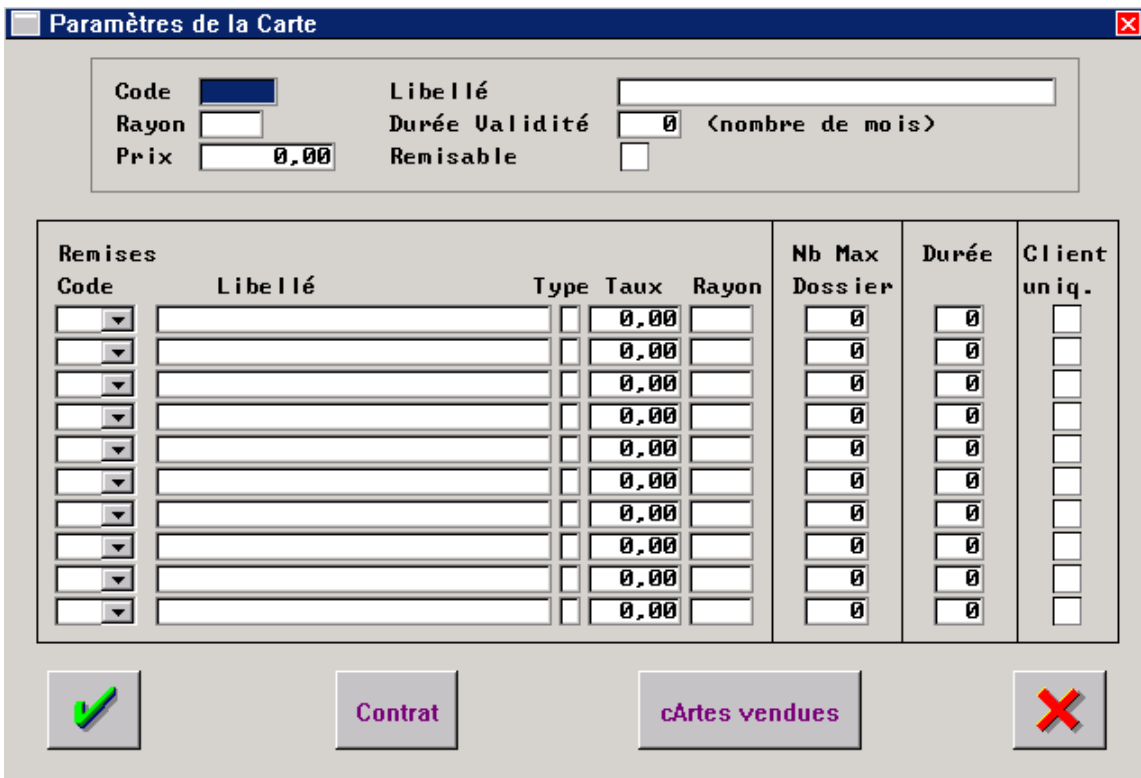 Paramètres de la Carte
Code Libellé
Rayon Durée Validité 0 (nombre de mois)
Prix 0,00 Remisable
Remises Nb Max Durée Client
Code Libellé Type Taux Rayon Dossier uniq.
0,00 0 0
0,00 0 0
0,00 0 0
0,00 0 0
0,00 0 0
0,00 0 0
0,00 0 0
0,00 0 0
0,00 0 0
0,00 0 0
Contrat cArtes vendues